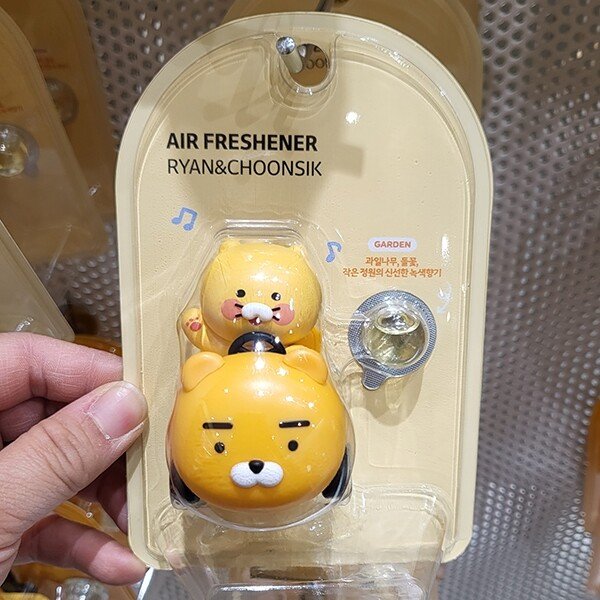 AIR FRESHENER
RYAN&CHOONSIK
GARDEN
과일나무, 들꽃,
작은 정원의 신선한 녹색향기